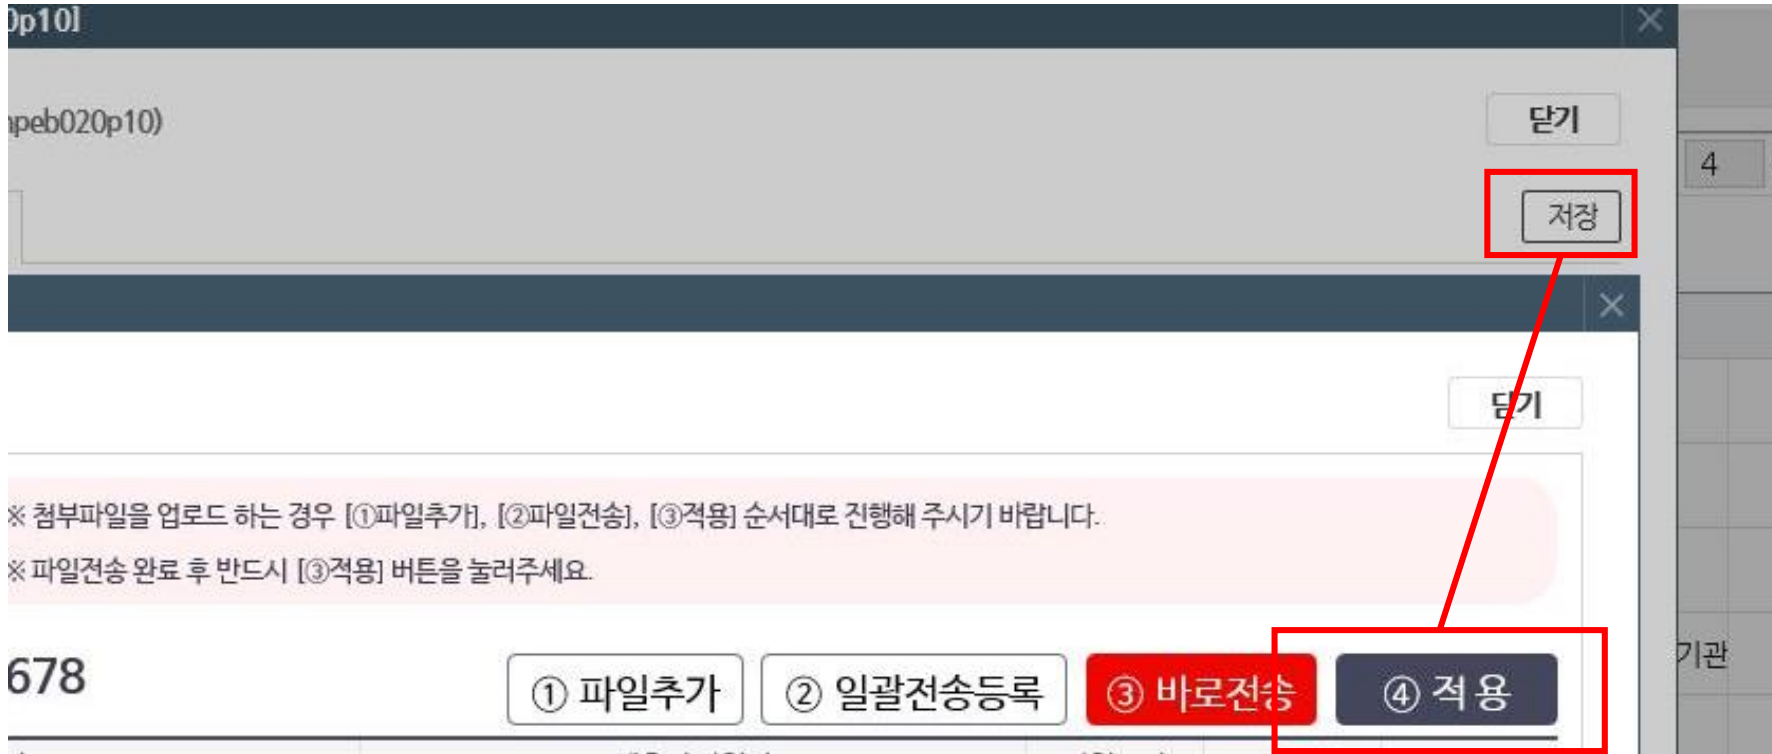 0p10]
npeb020p10)
닫기
4
저장
닫기
※ 첨부파일을 업로드 하는 경우 [①파일추가], [②파일전송], [③적용] 순서대로 진행해 주시기 바랍니다.
※ 파일전송 완료 후 반드시 [③적용] 버튼을 눌러주세요.
기관
678
① 파일추가
② 일괄전송등록
③ 바로전송
④ 적용